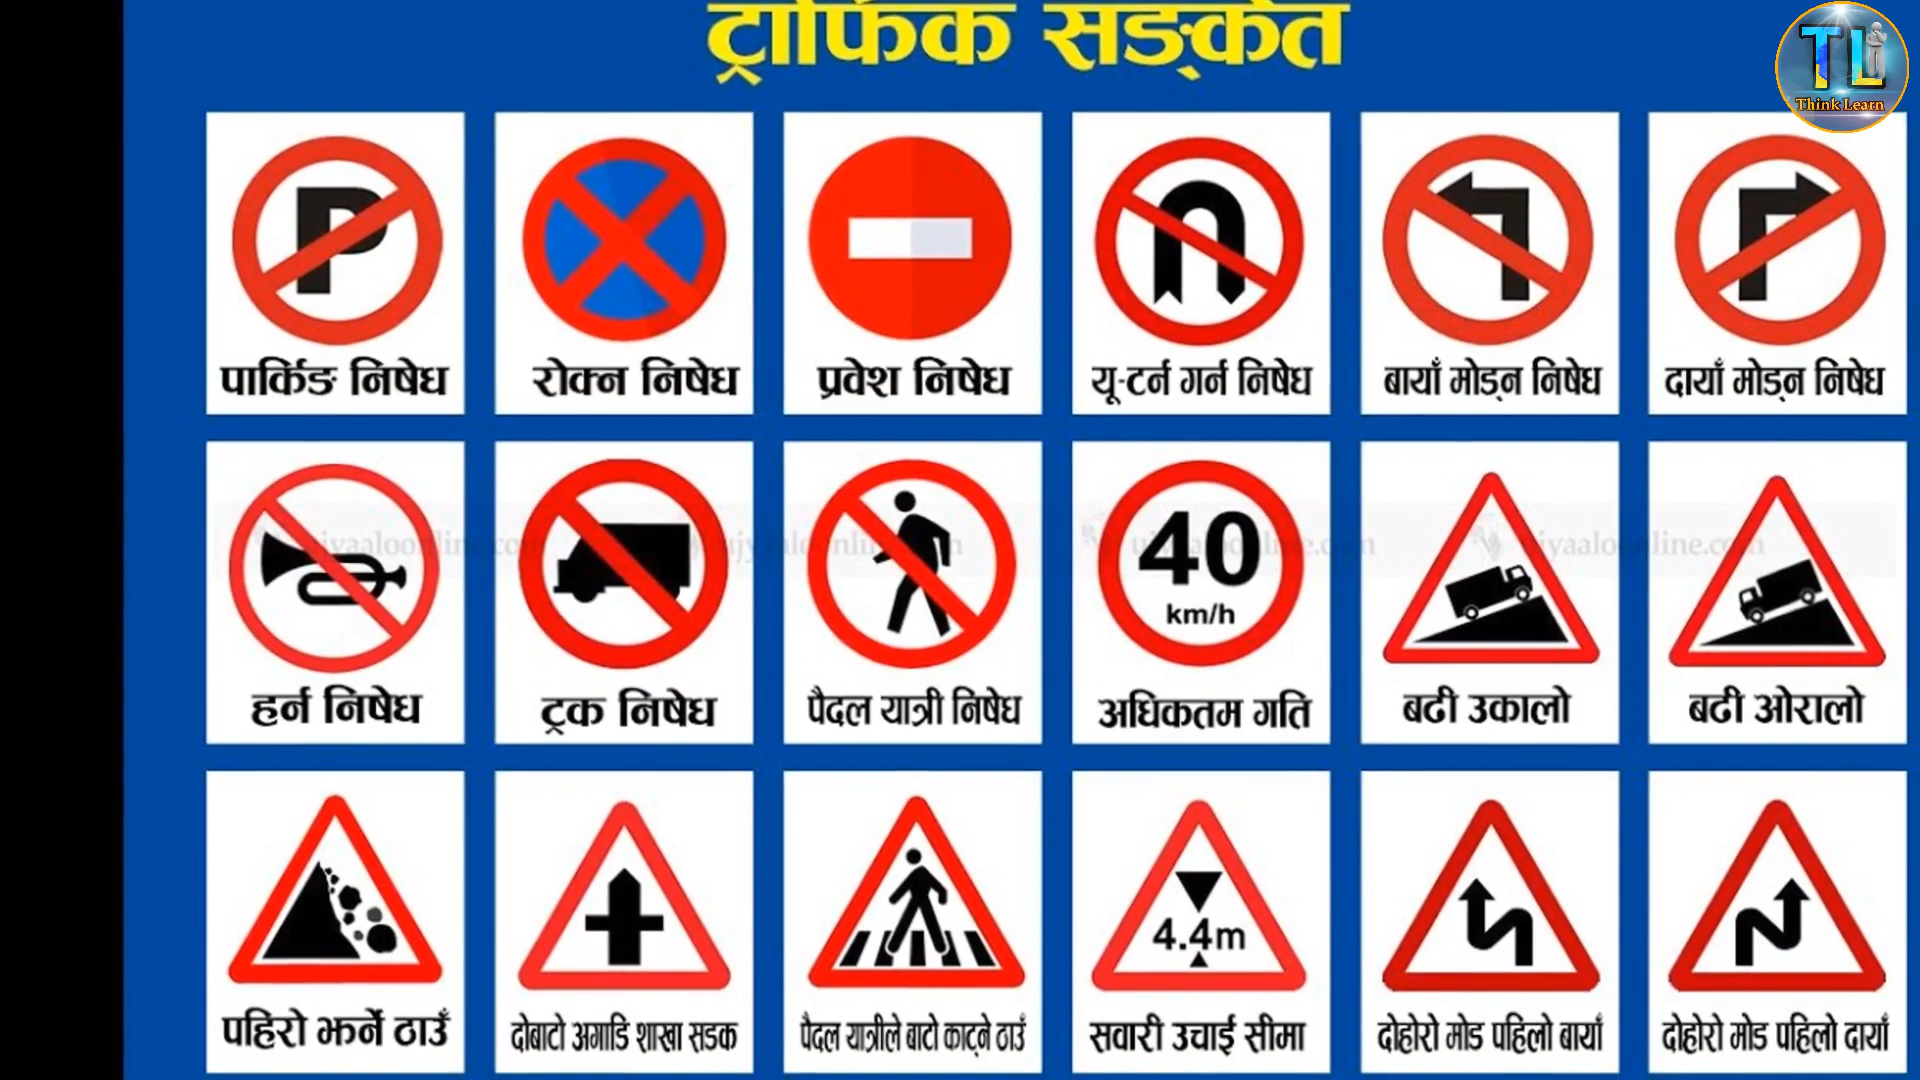 ट्राफिक सङ्केत
TL
Think Learn
P
पार्किङ निषेध
रोक्न निषेध
प्रवेश निषेध
यू-टर्न गर्न निषेध
बायाँ मोड्न निषेध
दायाँ मोड्न निषेध
हर्न निषेध
ट्रक निषेध
पैदल यात्री निषेध
40
km/h
अधिकतम गति
बढी उकालो
बढी ओरालो
पहिरो झर्ने ठाउँ
दोबाटो अगाडि शाखा सडक
पैदल यात्रीले बाटो काट्ने ठाउँ
4.4m
सवारी उचाई सीमा
दोहोरो मोड पहिलो बायाँ
दोहोरो मोड पहिलो दायाँ